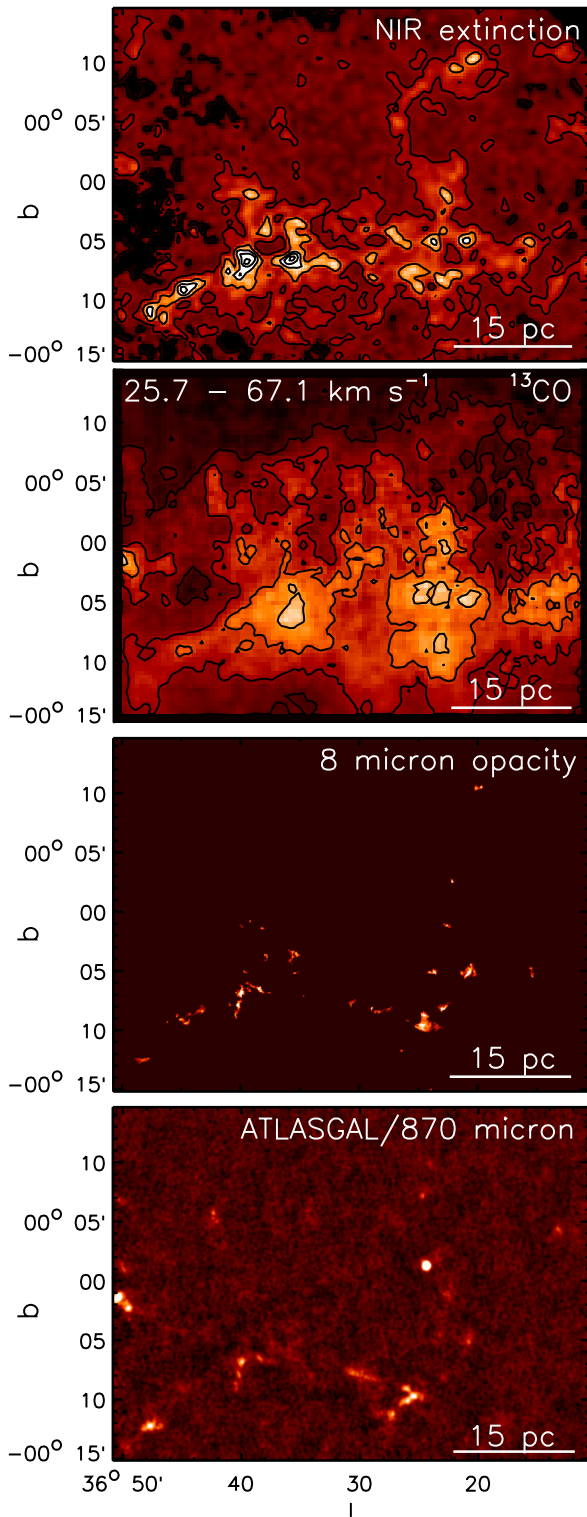 NIR extinction
10
00° 05'
00
05
10
−00° 15'
b
15 pc
25.7 − 67.1 km s⁻¹ ¹³CO
10
00° 05'
00
05
10
−00° 15'
b
15 pc
8 micron opacity
10
00° 05'
00
05
10
−00° 15'
b
15 pc
ATLASGAL/870 micron
10
00° 05'
00
05
10
−00° 15'
b
15 pc
36° 50' 40 30 20
l